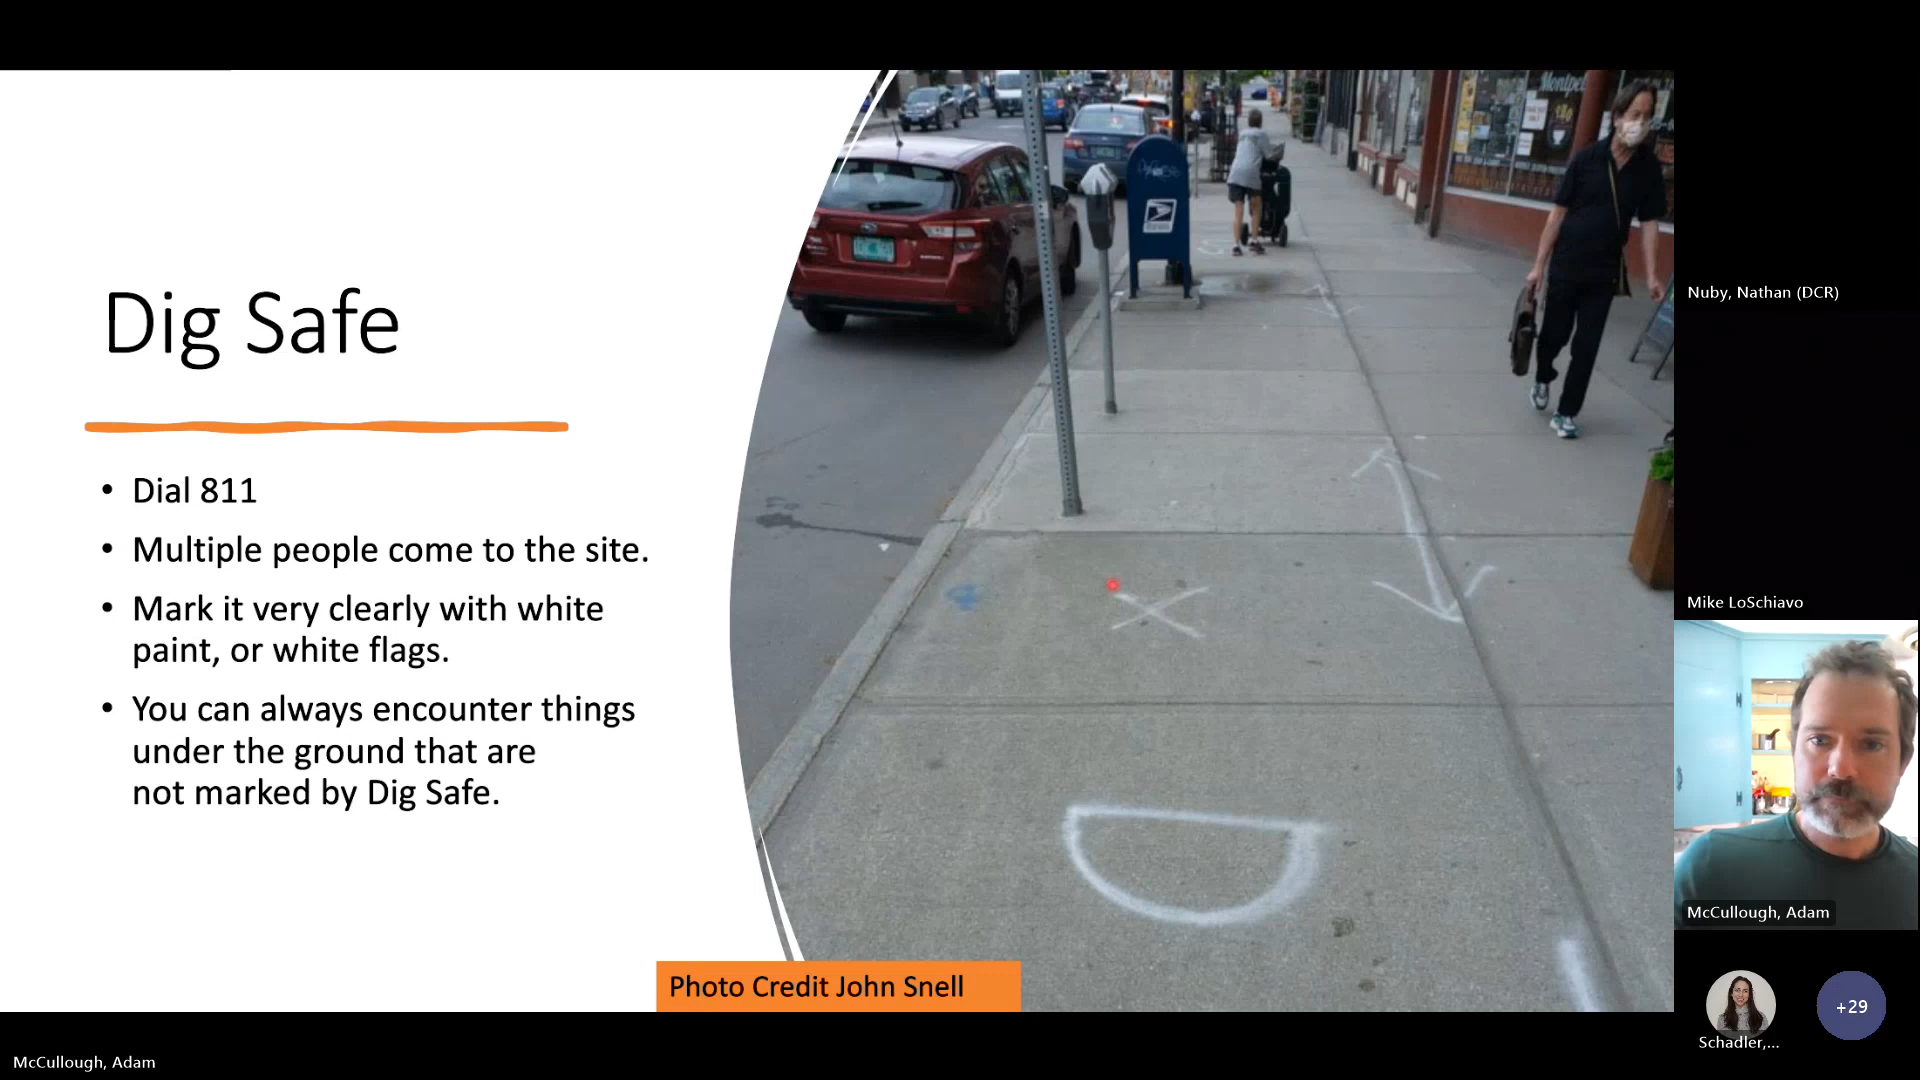 Dig Safe
• Dial 811
• Multiple people come to the site.
• Mark it very clearly with white
paint, or white flags.
• You can always encounter things
under the ground that are
not marked by Dig Safe.
Photo Credit John Snell
Montpel
D
Nuby, Nathan (DCR)
Mike LoSchiavo
McCullough, Adam
Schadler,...
+29
McCullough, Adam